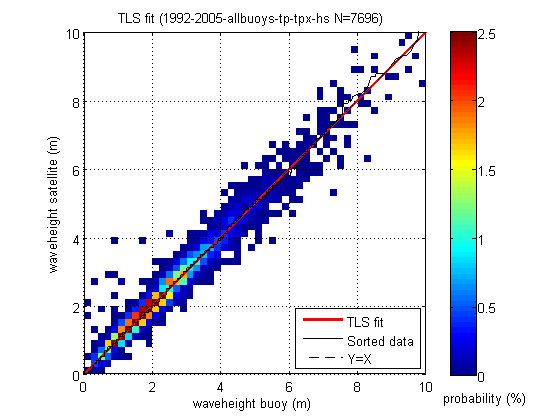 TLS fit (1992-2005-allbuoys-tp-tpx-hs N=7696)
10
8
6
4
2
0
waveheight satellite (m)
0 2 4 6 8 10
waveheight buoy (m)
TLS fit
Sorted data
Y=X
2.5
2
1.5
1
0.5
0
probability (%)